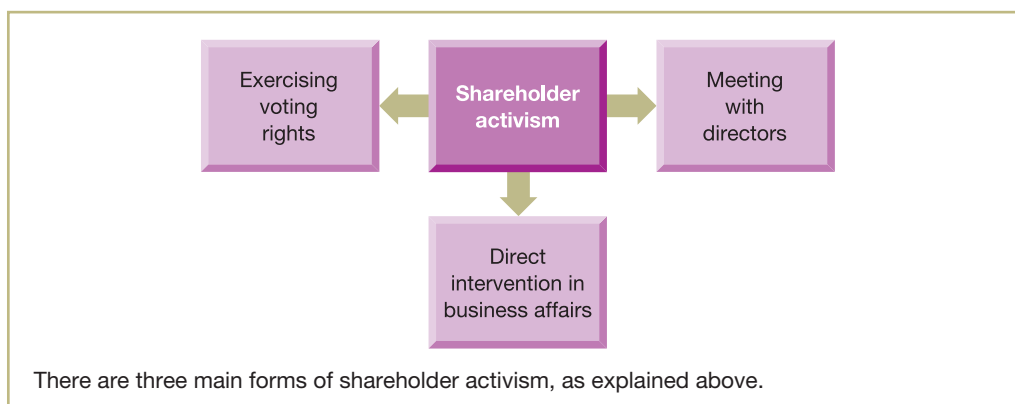 Exercising
voting
rights
Shareholder
activism
Meeting
with
directors
Direct
intervention in
business affairs
There are three main forms of shareholder activism, as explained above.